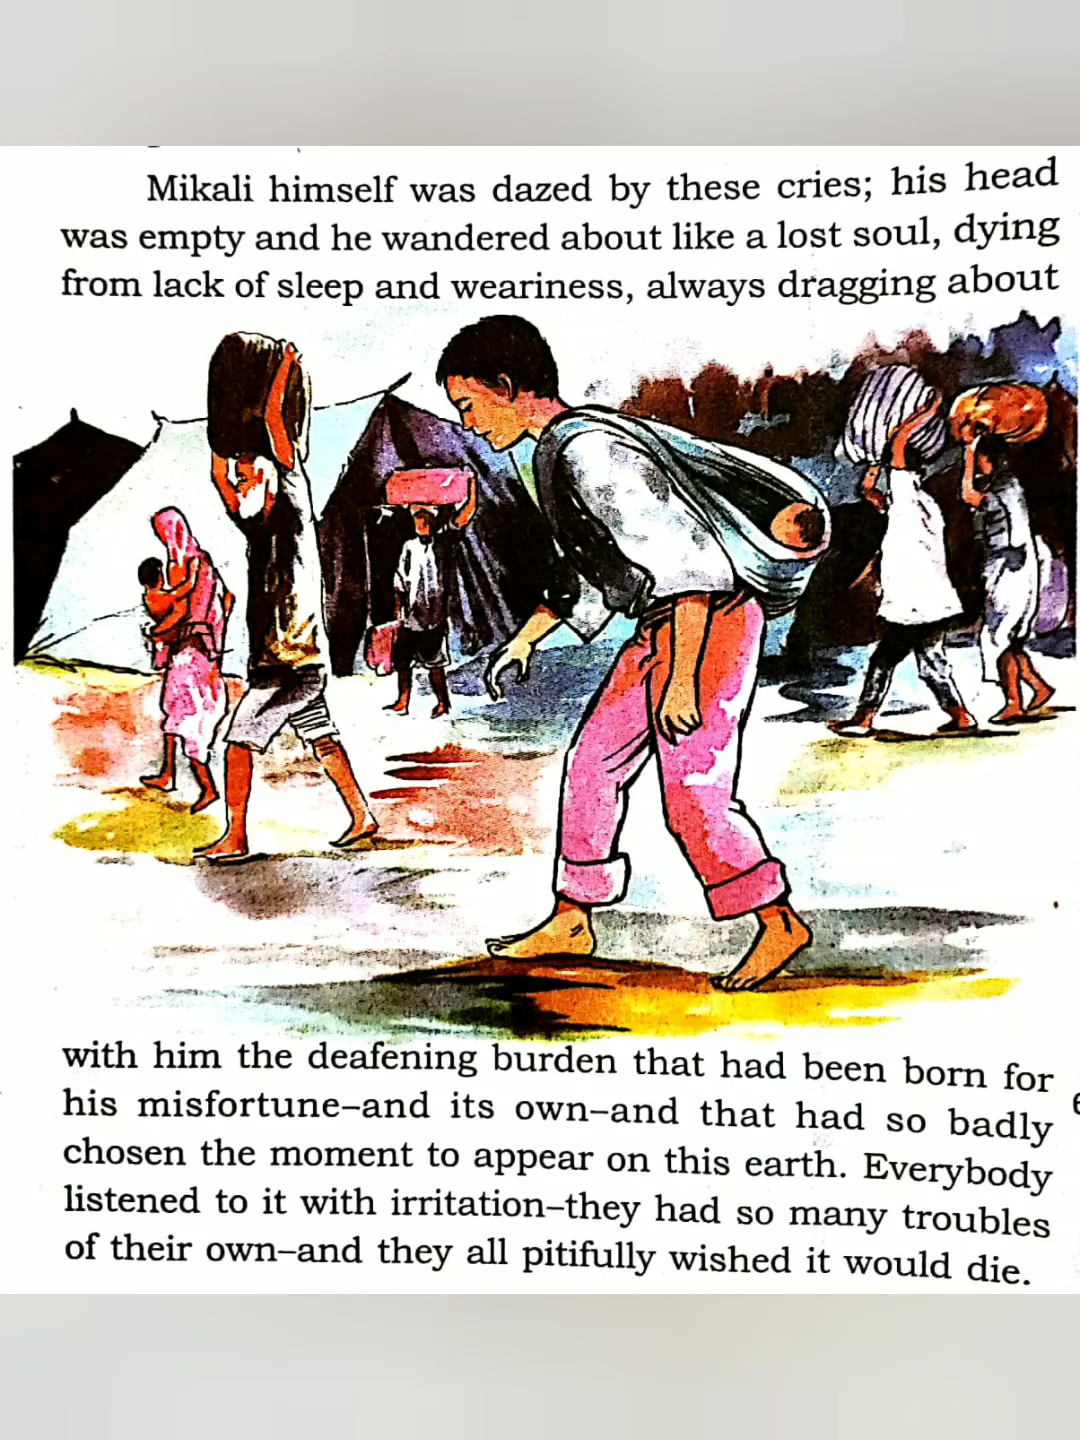 Mikali himself was dazed by these cries; his head
was empty and he wandered about like a lost soul, dying
from lack of sleep and weariness, always dragging about
with him the deafening burden that had been born for
his misfortune–and its own–and that had so badly
chosen the moment to appear on this earth. Everybody
listened to it with irritation–they had so many troubles
of their own–and they all pitifully wished it would die.